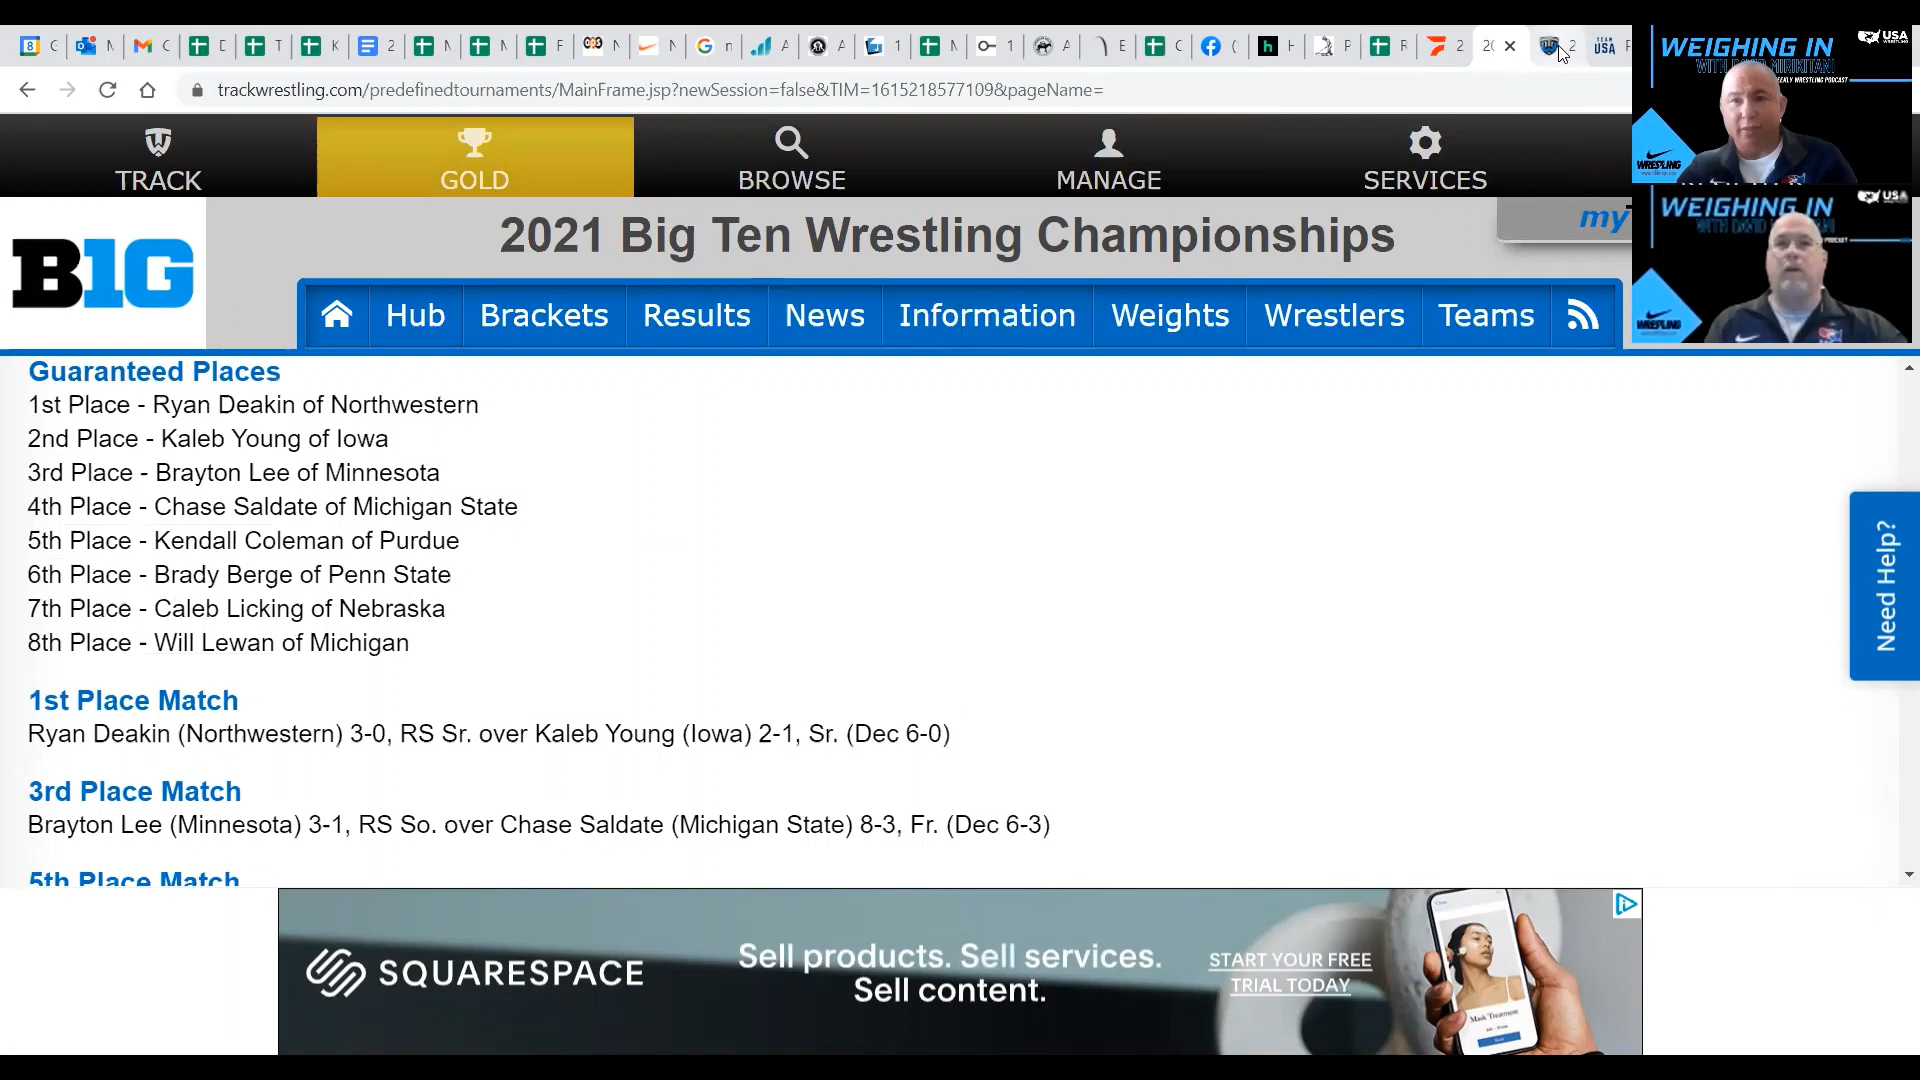 trackwrestling.com/predefinedtournaments/MainFrame.jsp?newSession=false&TIM=1615218577109&pageName=
TRACK
GOLD
BROWSE
MANAGE
SERVICES
B1G
2021 Big Ten Wrestling Championships
my
Hub
Brackets
Results
News
Information
Weights
Wrestlers
Teams
WEIGHING IN
USA
WRESTLING
WEIGHING IN
USA
WRESTLING
Guaranteed Places
1st Place - Ryan Deakin of Northwestern
2nd Place - Kaleb Young of Iowa
3rd Place - Brayton Lee of Minnesota
4th Place - Chase Saldate of Michigan State
5th Place - Kendall Coleman of Purdue
6th Place - Brady Berge of Penn State
7th Place - Caleb Licking of Nebraska
8th Place - Will Lewan of Michigan
1st Place Match
Ryan Deakin (Northwestern) 3-0, RS Sr. over Kaleb Young (Iowa) 2-1, Sr. (Dec 6-0)
3rd Place Match
Brayton Lee (Minnesota) 3-1, RS So. over Chase Saldate (Michigan State) 8-3, Fr. (Dec 6-3)
5th Place Match
Need Help?
SQUARESPACE
Sell products. Sell services.
Sell content.
START YOUR FREE
TRIAL TODAY
Mask Treatment